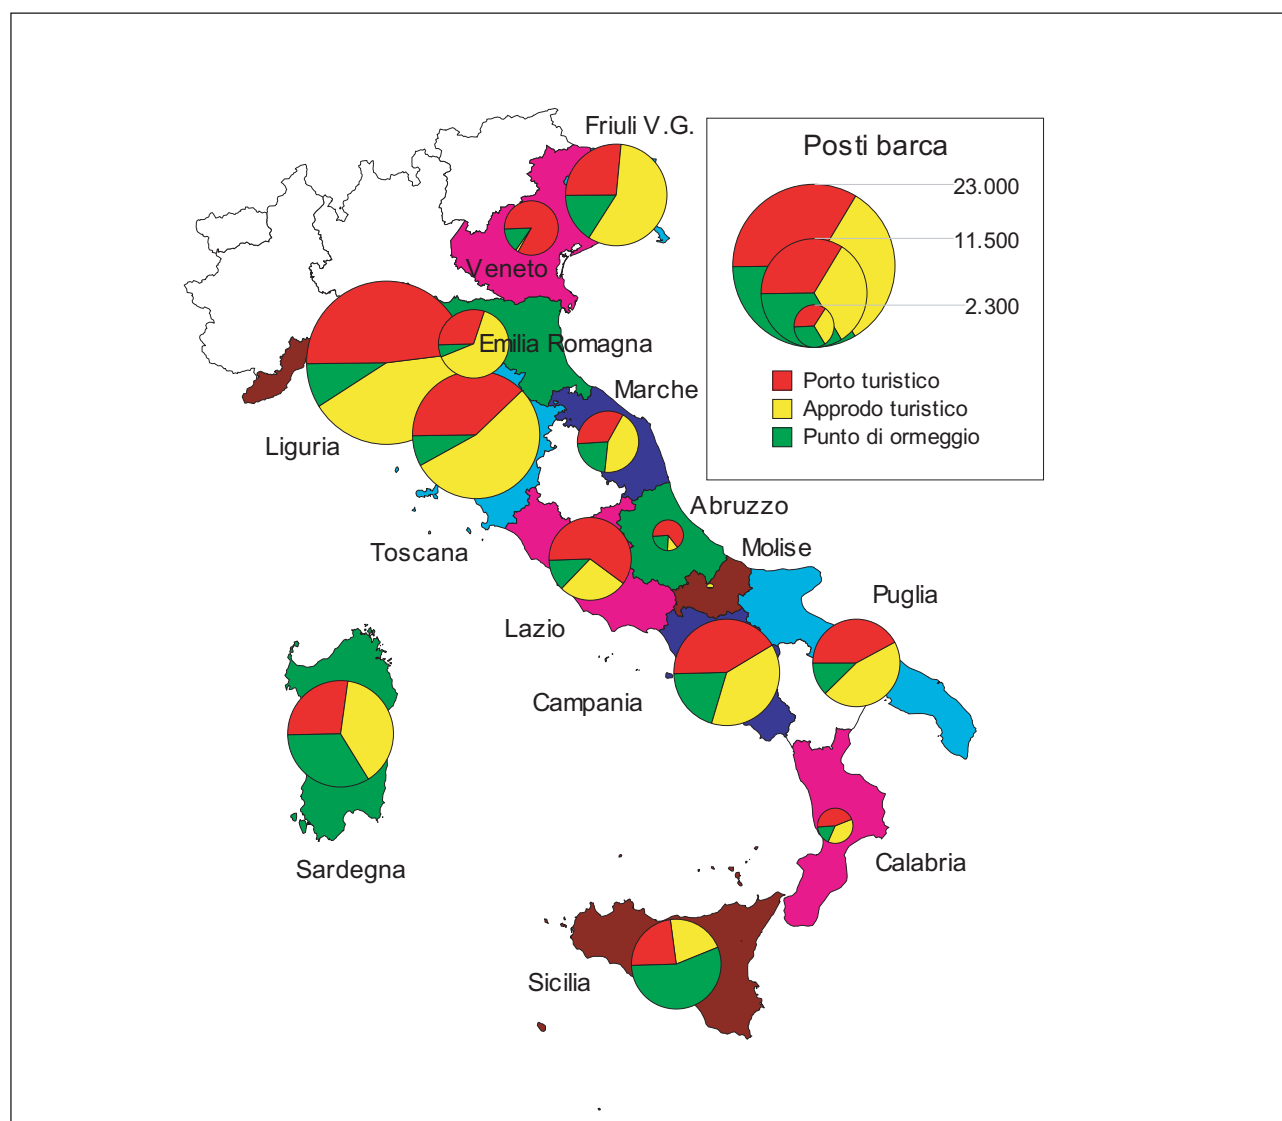 Friuli V.G.
Posti barca
23.000
11.500
2.300
Veneto
Emilia Romagna
Porto turistico
Approdo turistico
Punto di ormeggio
Marche
Liguria
Abruzzo
Toscana
Molise
Puglia
Lazio
Campania
Sardegna
Calabria
Sicilia